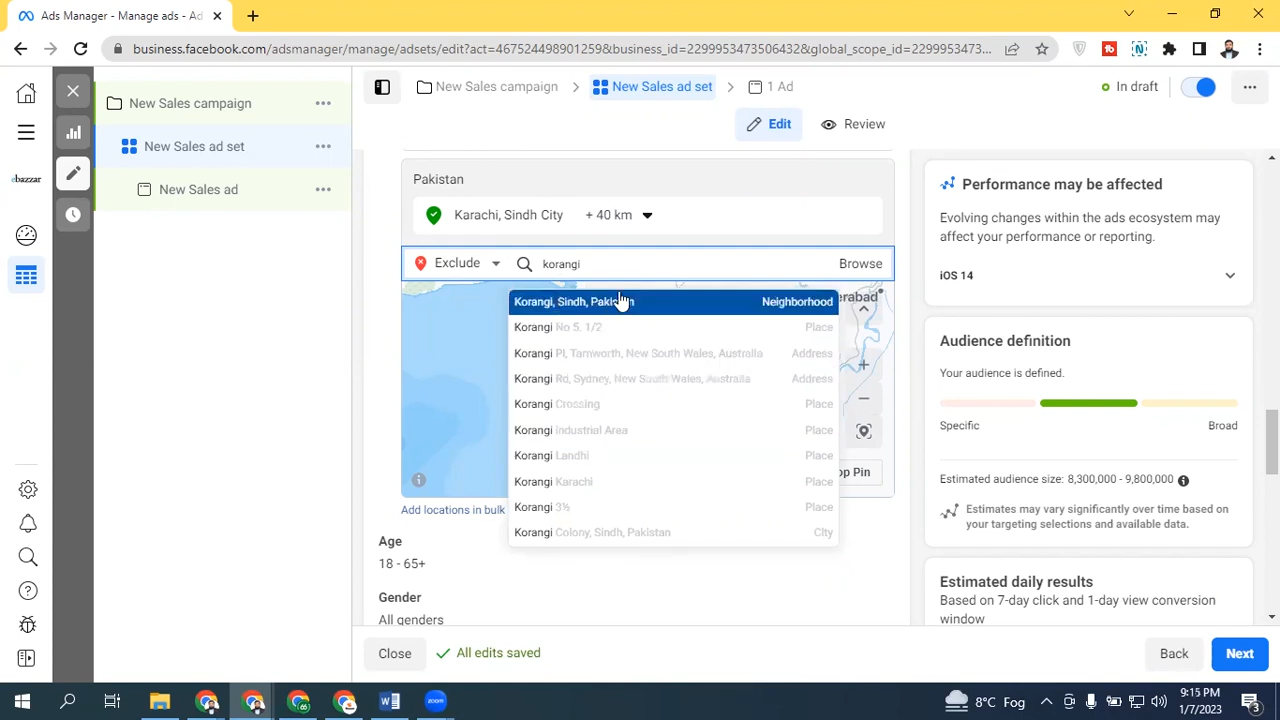 Ads Manager - Manage ads - Ad
business.facebook.com/adsmanager/manage/adsets/edit?act=467524498901259&business_id=2299953473506432&global_scope_id=2299953473...
New Sales campaign
New Sales ad set
New Sales ad
ebazzar
New Sales campaign > New Sales ad set > 1 Ad
In draft
Edit
Review
Pakistan
Karachi, Sindh City + 40 km
Exclude korangi Browse
Korangi, Sindh, Pakistan Neighborhood
Korangi No 5, 1/2 Place
Korangi Pl, Tamworth, New South Wales, Australia Address
Korangi Rd, Sydney, New South Wales, Australia Address
Korangi Crossing Place
Korangi Industrial Area Place
Korangi Landhi Place
Korangi Karachi Place
Korangi 3½ Place
Korangi Colony, Sindh, Pakistan City
erabad
op Pin
Add locations in bulk
Age
18 - 65+
Gender
All genders
Performance may be affected
Evolving changes within the ads ecosystem may
affect your performance or reporting.
iOS 14
Audience definition
Your audience is defined.
Specific Broad
Estimated audience size: 8,300,000 - 9,800,000
Estimates may vary significantly over time based on
your targeting selections and available data.
Estimated daily results
Based on 7-day click and 1-day view conversion
window
Close
All edits saved
Back
Next
8°C Fog
9:15 PM
1/7/2023
3